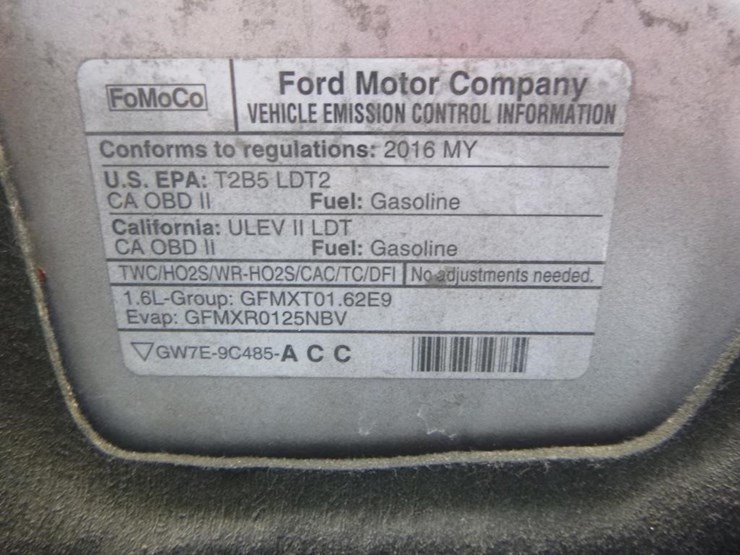 FoMoCo
Ford Motor Company
VEHICLE EMISSION CONTROL INFORMATION
Conforms to regulations: 2016 MY
U.S. EPA: T2B5 LDT2
CA OBD II Fuel: Gasoline
California: ULEV II LDT
CA OBD II Fuel: Gasoline
TWC/HO2S/WR-HO2S/CAC/TC/DFI No adjustments needed.
1.6L-Group: GFMXT01.62E9
Evap: GFMXR0125NBV
▽GW7E-9C485-A C C